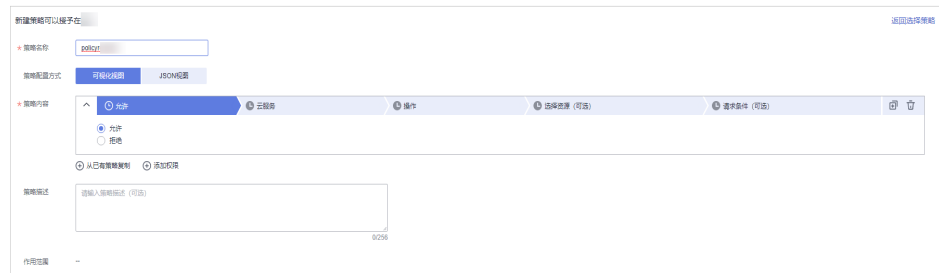 新建策略可以授予在
返回选择策略
* 策略名称
policyr
策略配置方式
可视化视图 JSON视图
* 策略内容
允许 云服务 操作 选择资源 (可选) 请求条件 (可选)
允许
拒绝
从已有策略复制 添加权限
策略描述
请输入策略描述 (可选)
0/256
作用范围 --